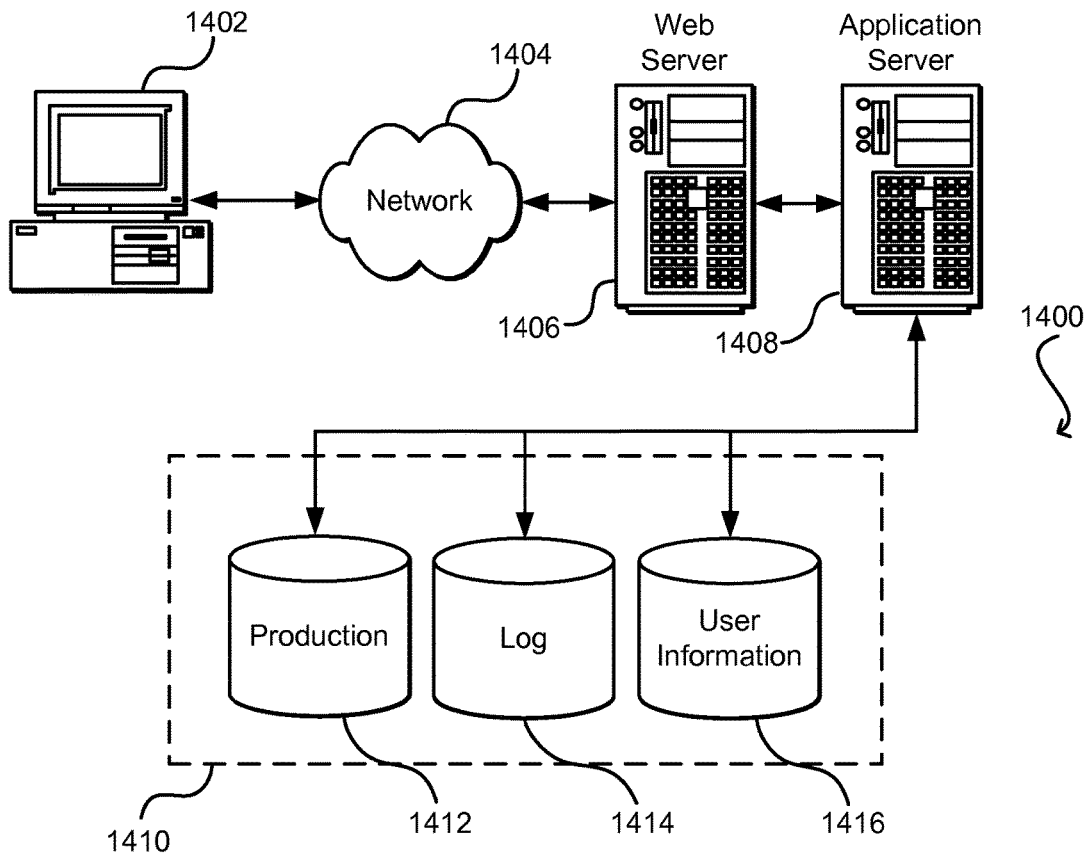 1402
1404
Web
Server
Application
Server
Network
1406
1408
1400
Production
Log
User
Information
1410
1412
1414
1416